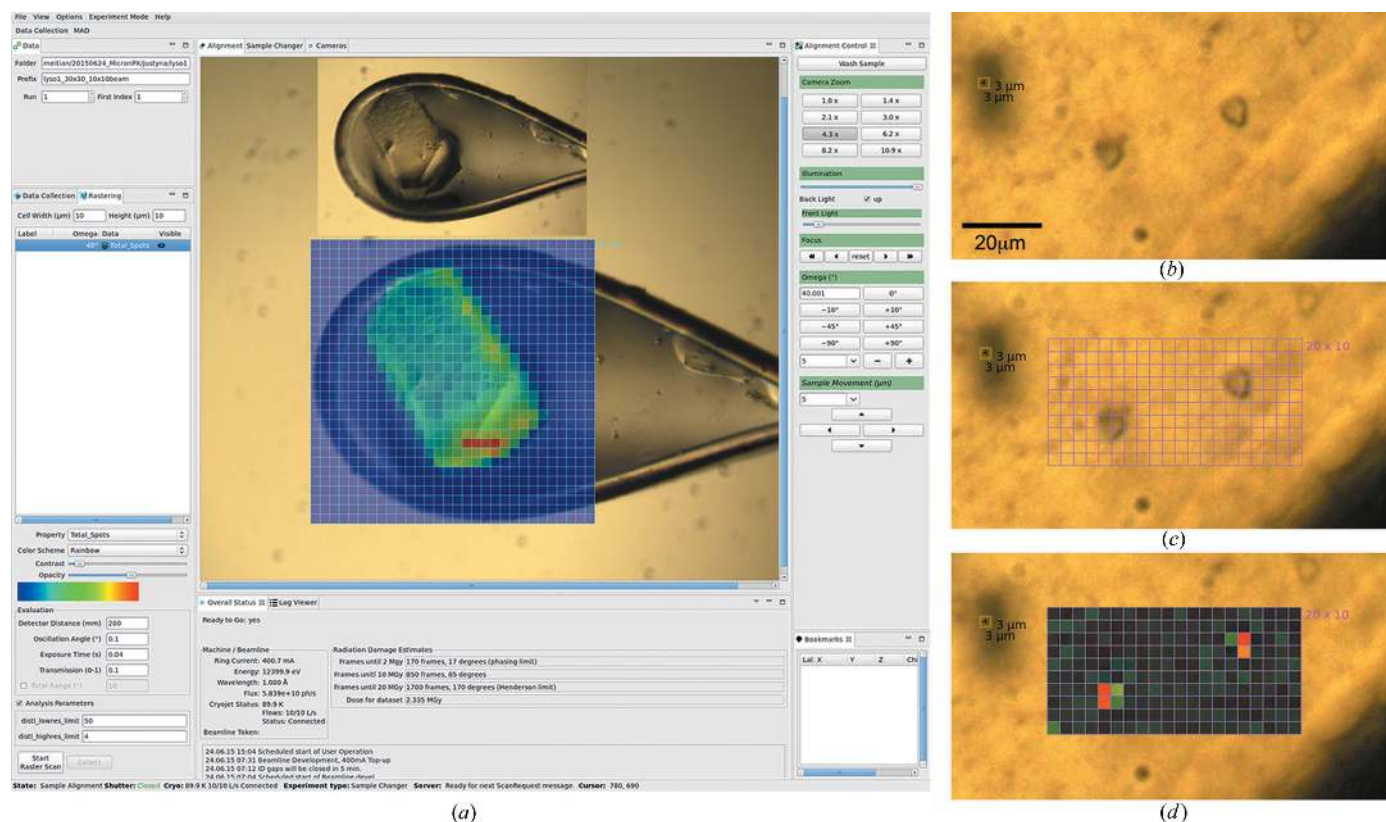 File View Options Experiment Mode Help
Data Collection MAD
Data
Folder meitian/20150624_MicronPX/Justyna/lyso1
Prefix lyso1_30x30_10x10beam
Run 1 First Index 1
Data Collection Rastering
Cell Width (μm) 10 Height (μm) 10
Label Omega Data Visible
40° Total_Spots
Property Total_Spots
Color Scheme Rainbow
Contrast
Opacity
Evaluation
Detector Distance (mm) 200
Oscillation Angle (°) 0.1
Exposure Time (s) 0.04
Transmission (0-1) 0.1
Total Range (°) 10
Analysis Parameters
distl_lowres_limit 50
distl_highres_limit 4
Start Raster Scan Collect
Alignment Sample Changer Cameras
Overall Status Log Viewer
Ready to Go: yes
Machine / Beamline
Ring Current: 400.7 mA
Energy: 12399.9 eV
Wavelength: 1.000 Å
Flux: 5.839e+10 ph/s
Cryojet Status: 89.9 K
Flows: 10/10 L/s
Status: Connected
Beamline Taken:
Radiation Damage Estimates
Frames until 2 Mgy 170 frames, 17 degrees (phasing limit)
Frames until 10 MGy 850 frames, 85 degrees
Frames until 20 MGy 1700 frames, 170 degrees (Henderson limit)
Dose for dataset 2.335 MGy
24.06.15 15:04 Scheduled start of User Operation
24.06.15 07:31 Beamline Development, 400mA Top-up
24.06.15 07:12 ID gaps will be closed in 5 min.
24.06.15 07:04 Scheduled start of Beamline devel
Alignment Control
Wash Sample
Camera Zoom
1.0 x 1.4 x
2.1 x 3.0 x
4.3 x 6.2 x
8.2 x 10.9 x
Illumination
Back Light up
Front Light
Focus
reset
Omega (°)
40.001 0°
−10° +10°
−45° +45°
−90° +90°
5 − +
Sample Movement (μm)
5
Bookmarks
Lal X Y Z Chi
State: Sample Alignment Shutter: Closed Cryo: 89.9 K 10/10 L/s Connected Experiment type: Sample Changer Server: Ready for next ScanRequest message. Cursor: 780, 690
(a)
3 μm
3 μm
20μm
(b)
3 μm
3 μm
20 x 10
(c)
3 μm
3 μm
20 x 10
(d)